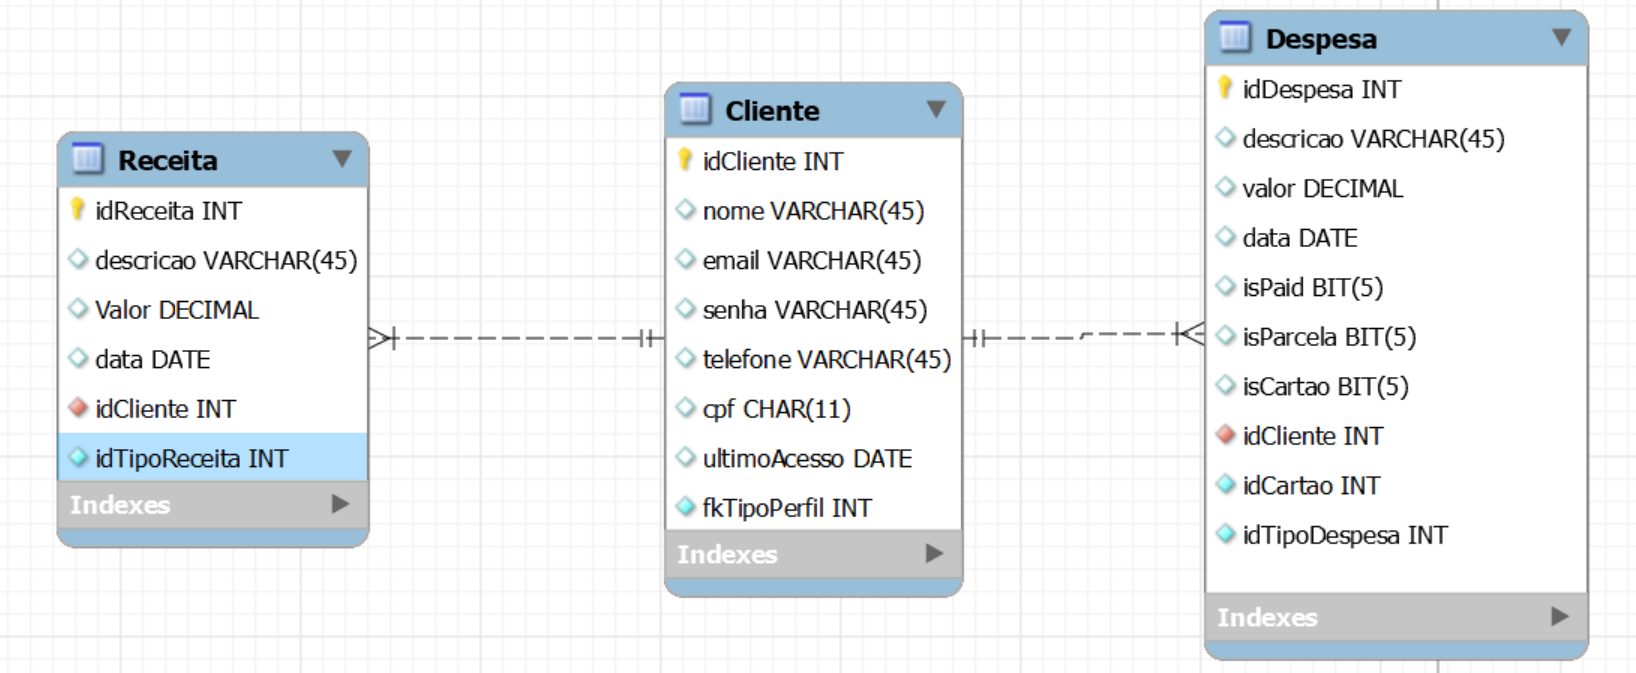 Receita
idReceita INT
descricao VARCHAR(45)
Valor DECIMAL
data DATE
idCliente INT
idTipoReceita INT
Indexes
Cliente
idCliente INT
nome VARCHAR(45)
email VARCHAR(45)
senha VARCHAR(45)
telefone VARCHAR(45)
cpf CHAR(11)
ultimoAcesso DATE
fkTipoPerfil INT
Indexes
Despesa
idDespesa INT
descricao VARCHAR(45)
valor DECIMAL
data DATE
isPaid BIT(5)
isParcela BIT(5)
isCartao BIT(5)
idCliente INT
idCartao INT
idTipoDespesa INT
Indexes